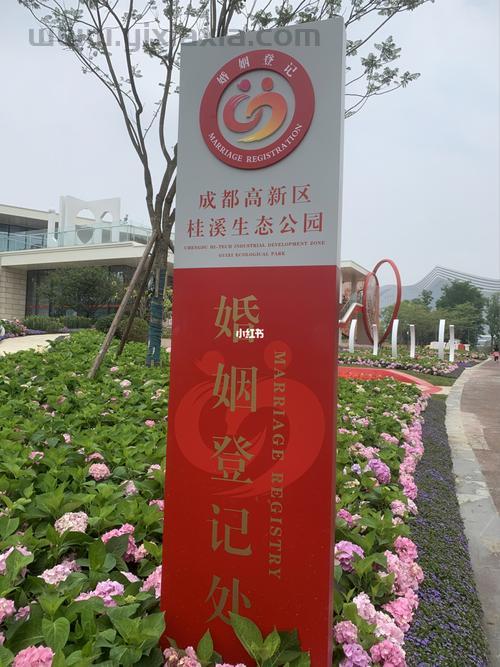 www.yixiaxia.com
婚姻登记
MARRIAGE REGISTRATION
成都高新区
桂溪生态公园
CHENGDU HI-TECH INDUSTRIAL DEVELOPMENT ZONE
GUIXI ECOLOGICAL PARK
小红书
婚姻登记处
MARRIAGE REGISTRY